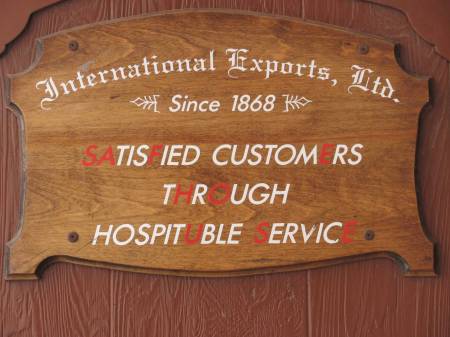 International Exports, Ltd.
Since 1868
SATISFIED CUSTOMERS
THROUGH
HOSPITUBLE SERVICE